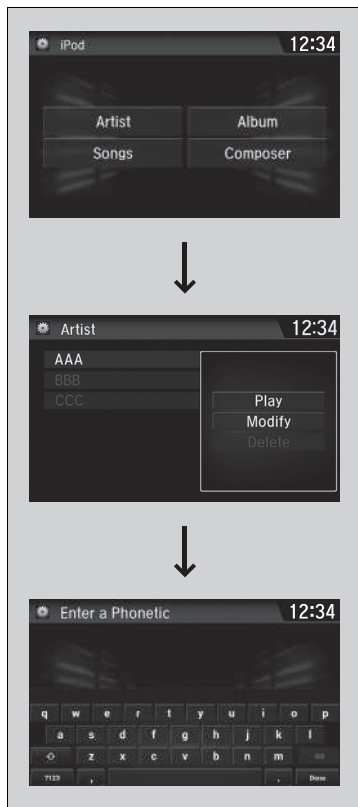 iPod 12:34
Artist Album
Songs Composer
Artist 12:34
AAA
BBB
CCC
Play
Modify
Delete
Enter a Phonetic 12:34
q w e r t y u i o p
a s d f g h j k l
z x c v b n m
?123 , . Done